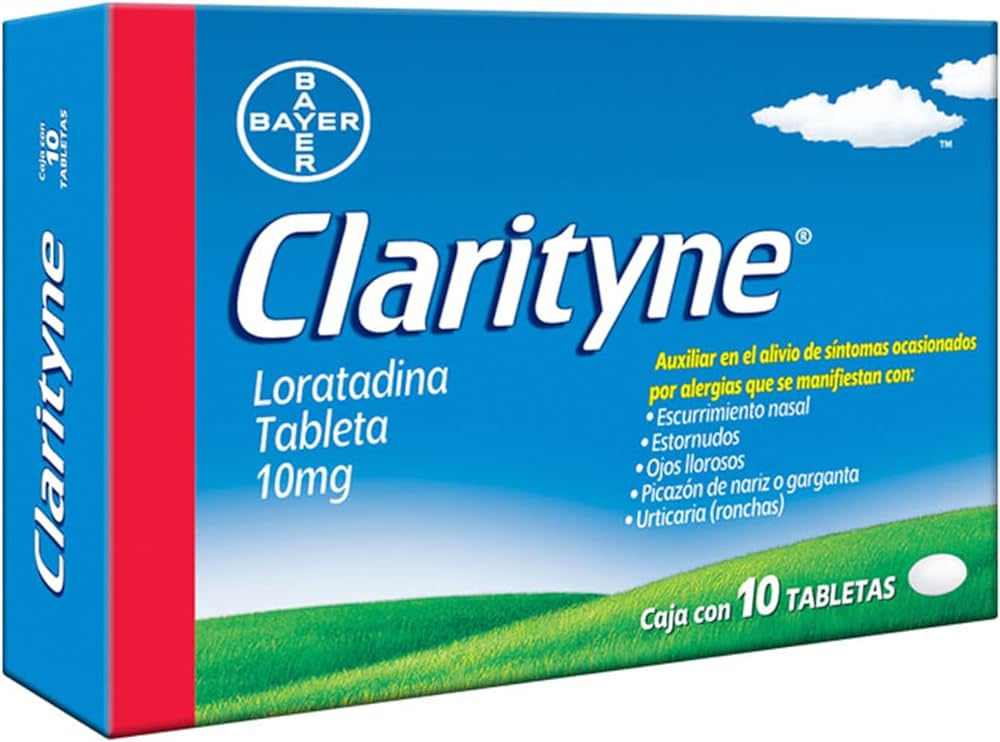 Caja con
10
TABLETAS
Clarityne
BAYER
BAYER
Clarityne®
Loratadina
Tableta
10mg
Auxiliar en el alivio de síntomas ocasionados
por alergias que se manifiestan con:
• Escurrimiento nasal
• Estornudos
• Ojos llorosos
• Picazón de nariz o garganta
• Urticaria (ronchas)
Caja con 10 TABLETAS
TM